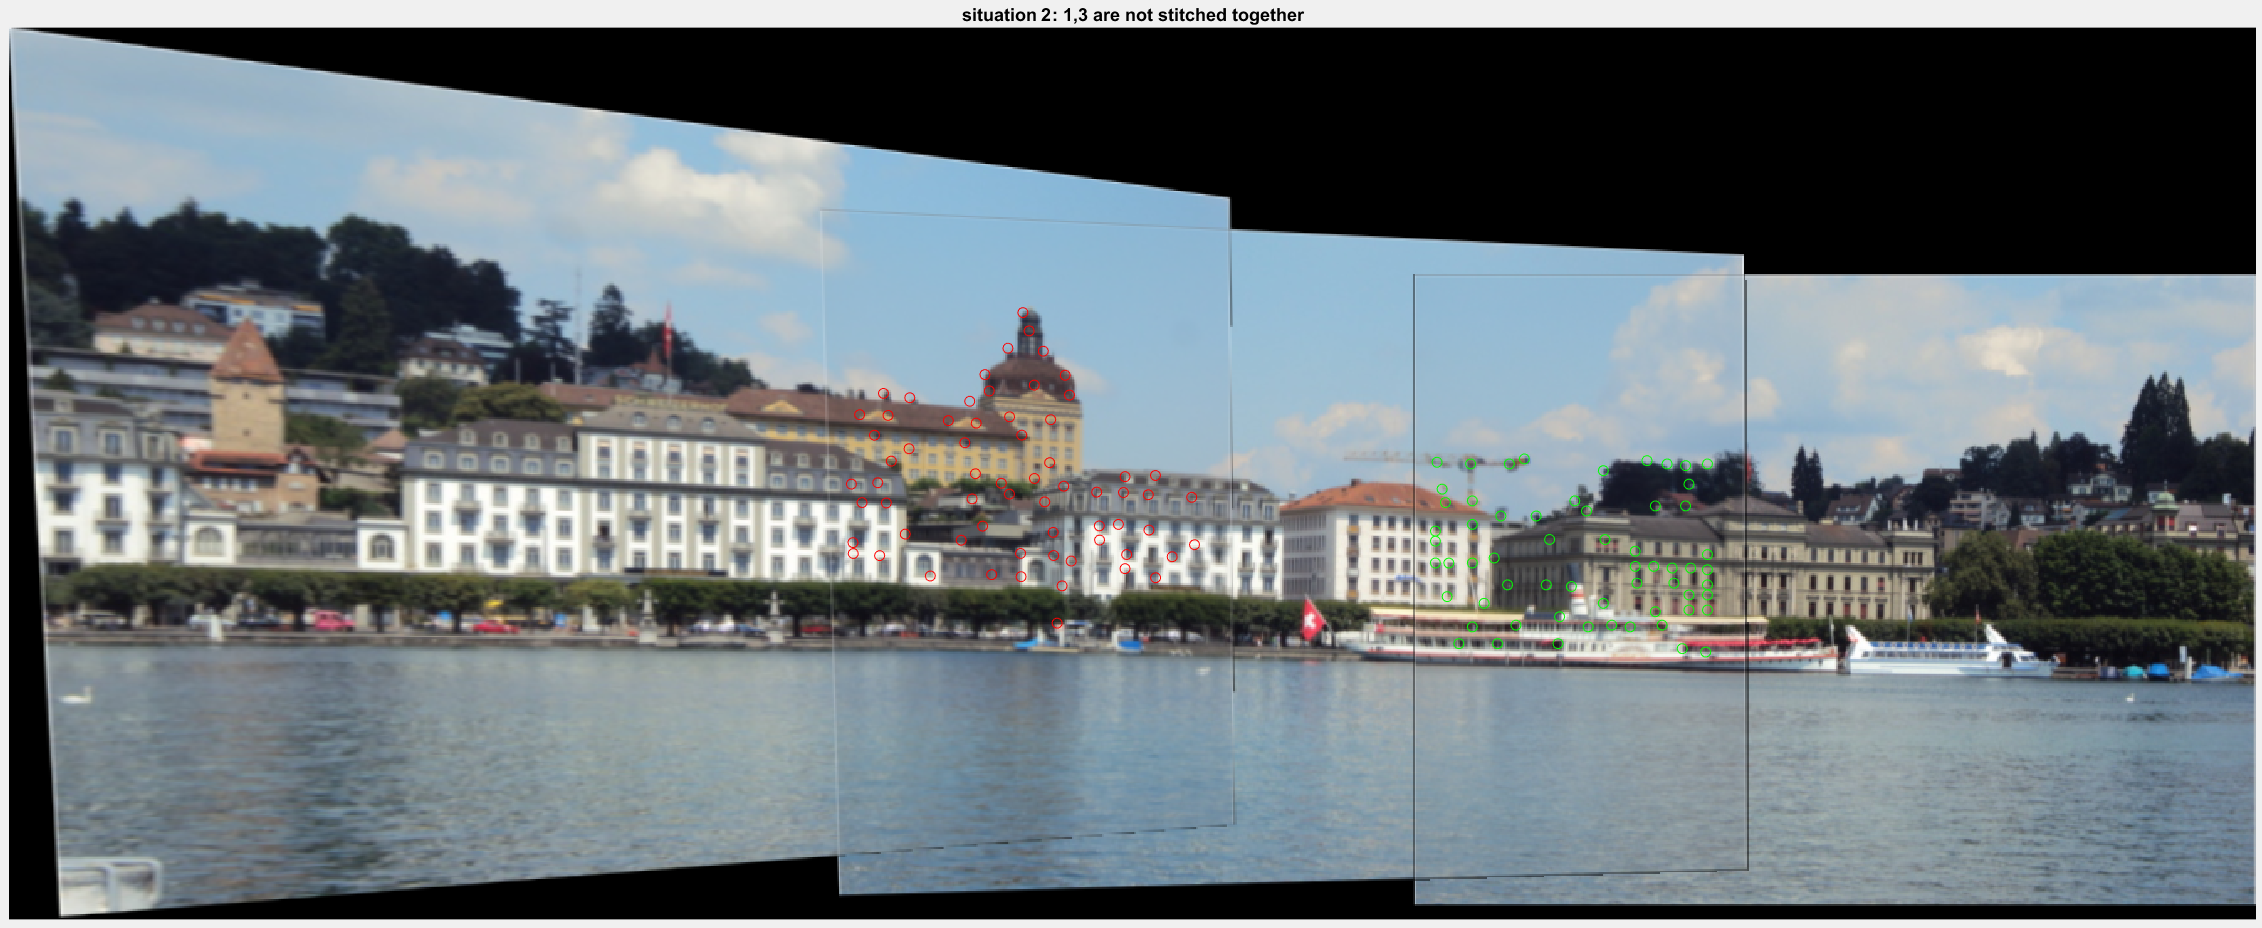 situation 2: 1,3 are not stitched together